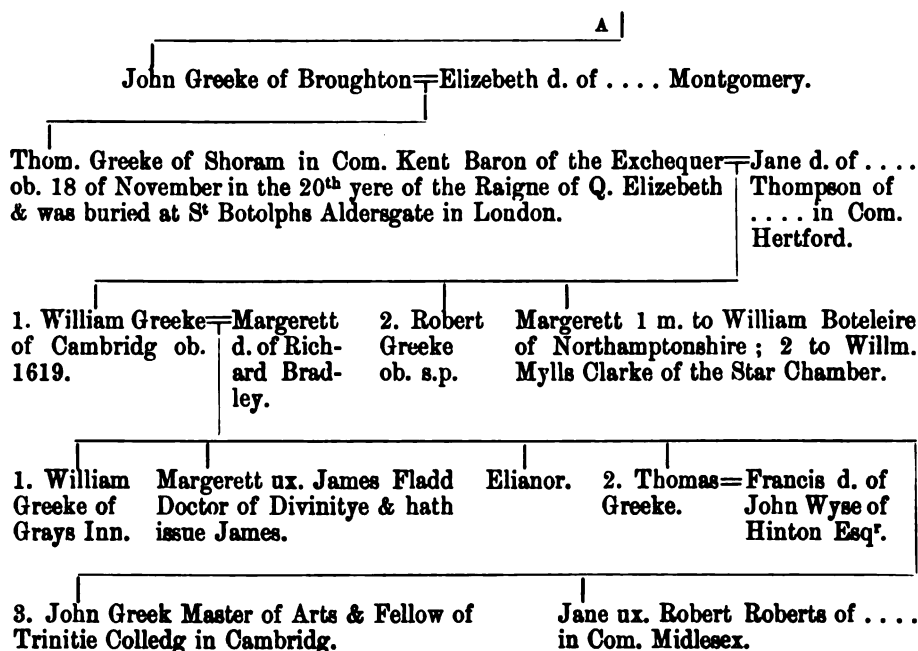 A
John Greeke of Broughton=Elizebeth d. of .... Montgomery.
Thom. Greeke of Shoram in Com. Kent Baron of the Exchequer=Jane d. of ....
ob. 18 of November in the 20th yere of the Raigne of Q. Elizebeth Thompson of
& was buried at St Botolphs Aldersgate in London. .... in Com.
Hertford.
1. William Greeke=Margerett 2. Robert Margerett 1 m. to William Boteleire
of Cambridg ob. d. of Rich- Greeke of Northamptonshire ; 2 to Willm.
1619. ard Brad- ob. s.p. Mylls Clarke of the Star Chamber.
ley.
1. William Margerett ux. James Fladd Elianor. 2. Thomas=Francis d. of
Greeke of Doctor of Divinitye & hath Greeke. John Wyse of
Grays Inn. issue James. Hinton Esqr.
3. John Greek Master of Arts & Fellow of Jane ux. Robert Roberts of ....
Trinitie Colledg in Cambridg. in Com. Midlesex.